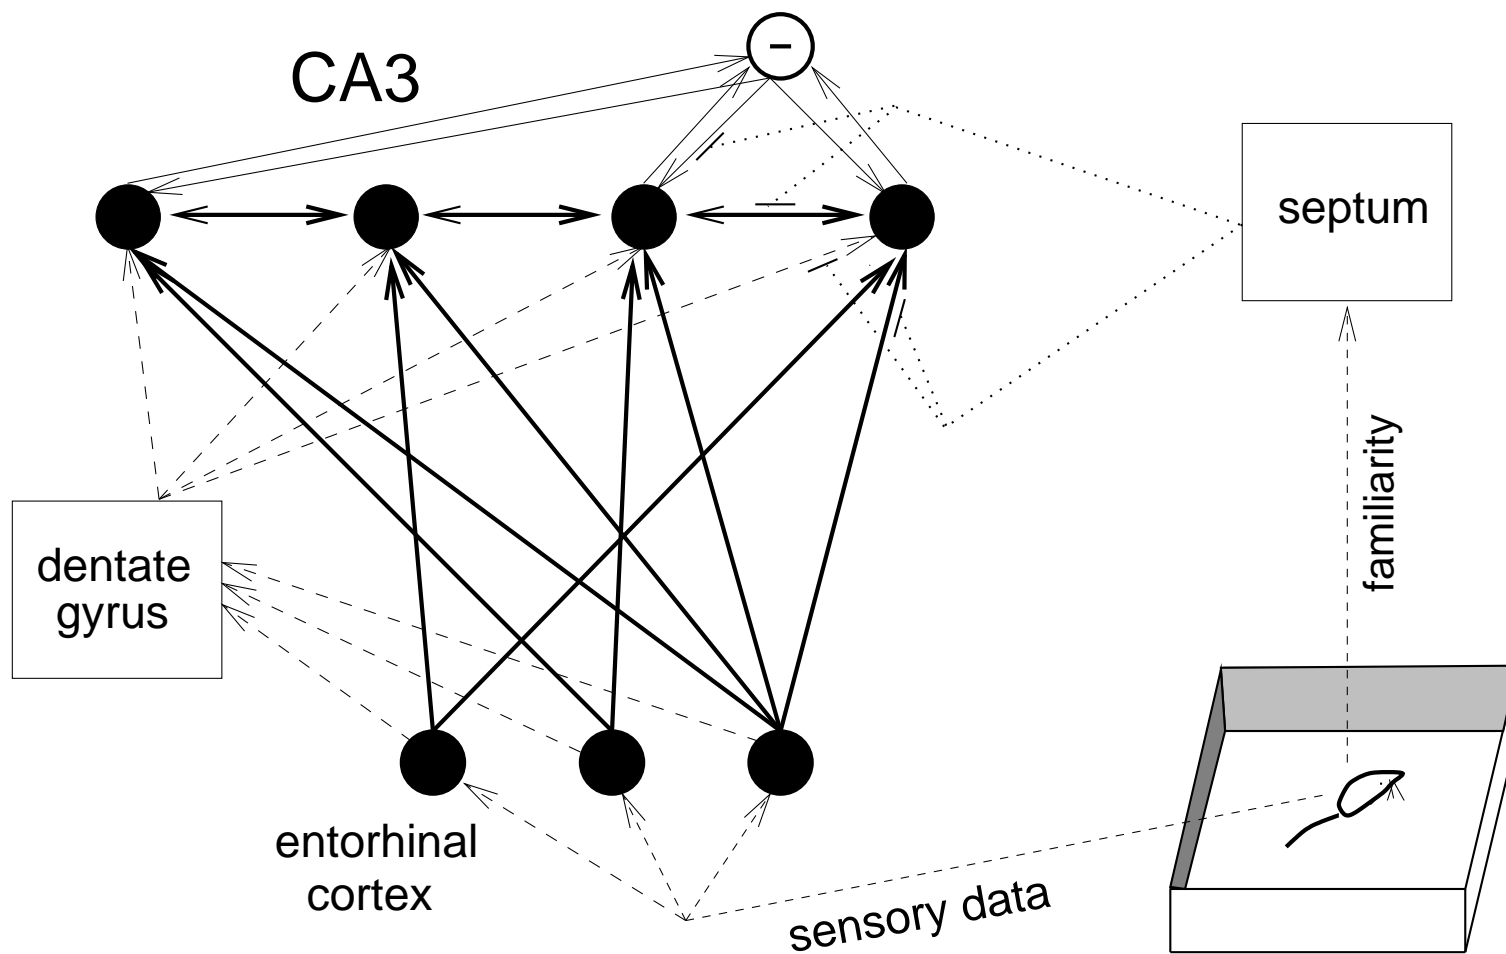 CA3
−
septum
familiarity
dentate
gyrus
entorhinal
cortex
sensory data